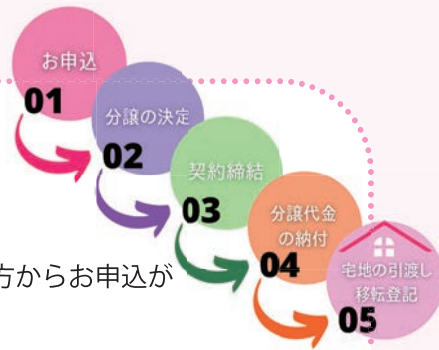 お申込
01
分譲の決定
02
契約締結
03
分譲代金
の納付
04
宅地の引渡し
移転登記
05
方からお申込が